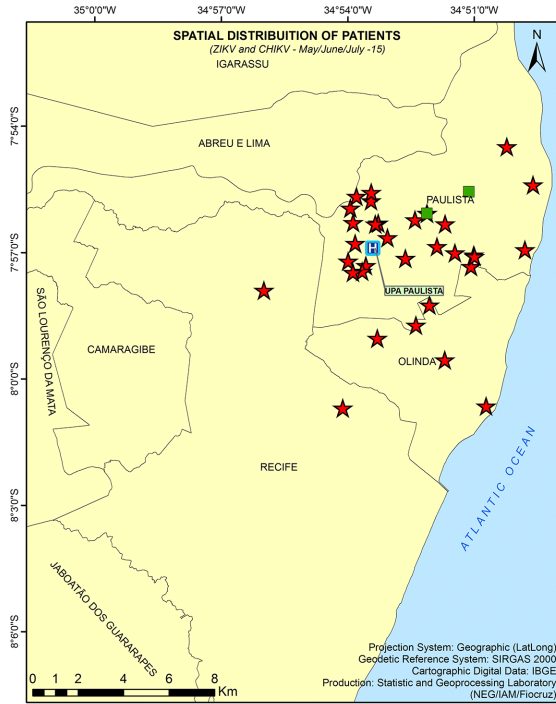 35°0'0"W
34°57'0"W
34°54'0"W
34°51'0"W
SPATIAL DISTRIBUITION OF PATIENTS
(ZIKV and CHIKV - May/June/July -15)
N
IGARASSU
7°54'0"S
ABREU E LIMA
PAULISTA
7°57'0"S
H
UPA PAULISTA
SÃO LOURENÇO DA MATA
CAMARAGIBE
8°0'0"S
OLINDA
RECIFE
ATLANTIC OCEAN
8°3'0"S
JABOATÃO DOS GUARARAPES
8°6'0"S
Projection System: Geographic (LatLong)
Geodetic Reference System: SIRGAS 2000
Cartographic Digital Data: IBGE
Production: Statistic and Geoprocessing Laboratory
(NEG/IAM/Fiocruz)
0 1 2 4 6 8
Km